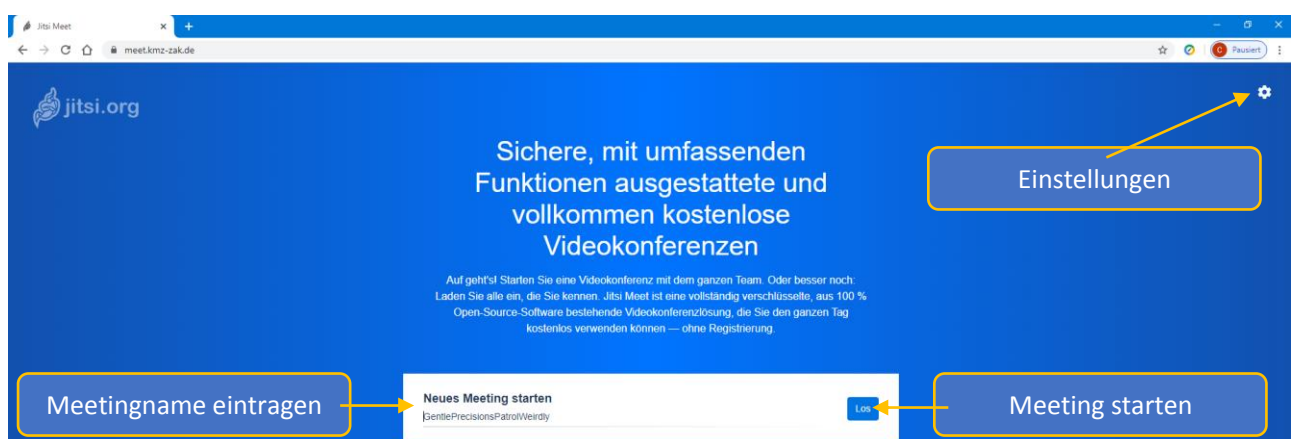 Jitsi Meet
meet.kmz-zak.de
C Pausiert
jitsi.org
Sichere, mit umfassenden
Funktionen ausgestattete und
vollkommen kostenlose
Videokonferenzen
Einstellungen
Auf geht's! Starten Sie eine Videokonferenz mit dem ganzen Team. Oder besser noch:
Laden Sie alle ein, die Sie kennen. Jitsi Meet ist eine vollständig verschlüsselte, aus 100 %
Open-Source-Software bestehende Videokonferenzlösung, die Sie den ganzen Tag
kostenlos verwenden können — ohne Registrierung.
Meetingname eintragen
Neues Meeting starten
GentlePrecisionsPatrolWeirdly
Los
Meeting starten